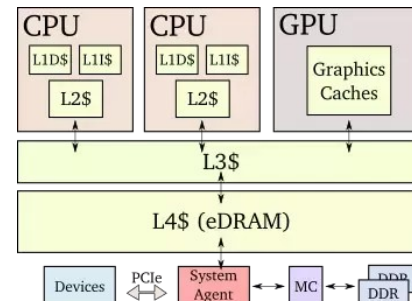 CPU CPU GPU
L1D$ L1I$ L1D$ L1I$ Graphics
Caches
L2$ L2$
L3$
L4$ (eDRAM)
Devices PCIe System
Agent MC DDR
DDR